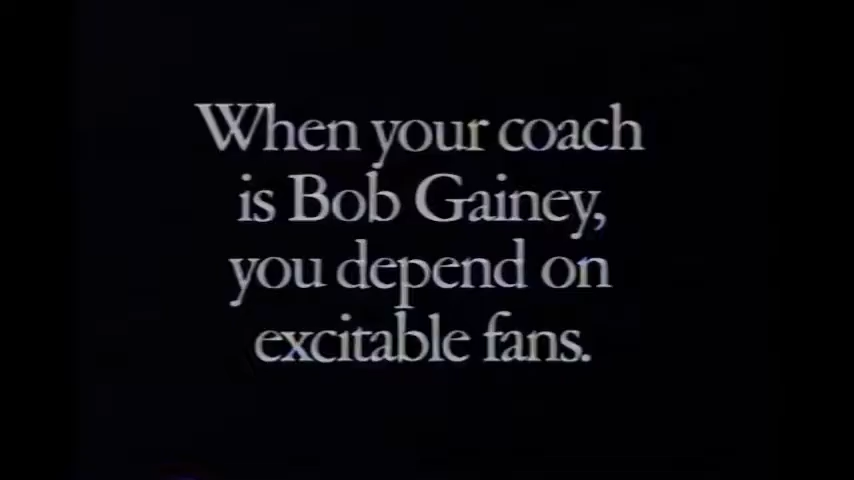 When your coach
is Bob Gainey,
you depend on
excitable fans.